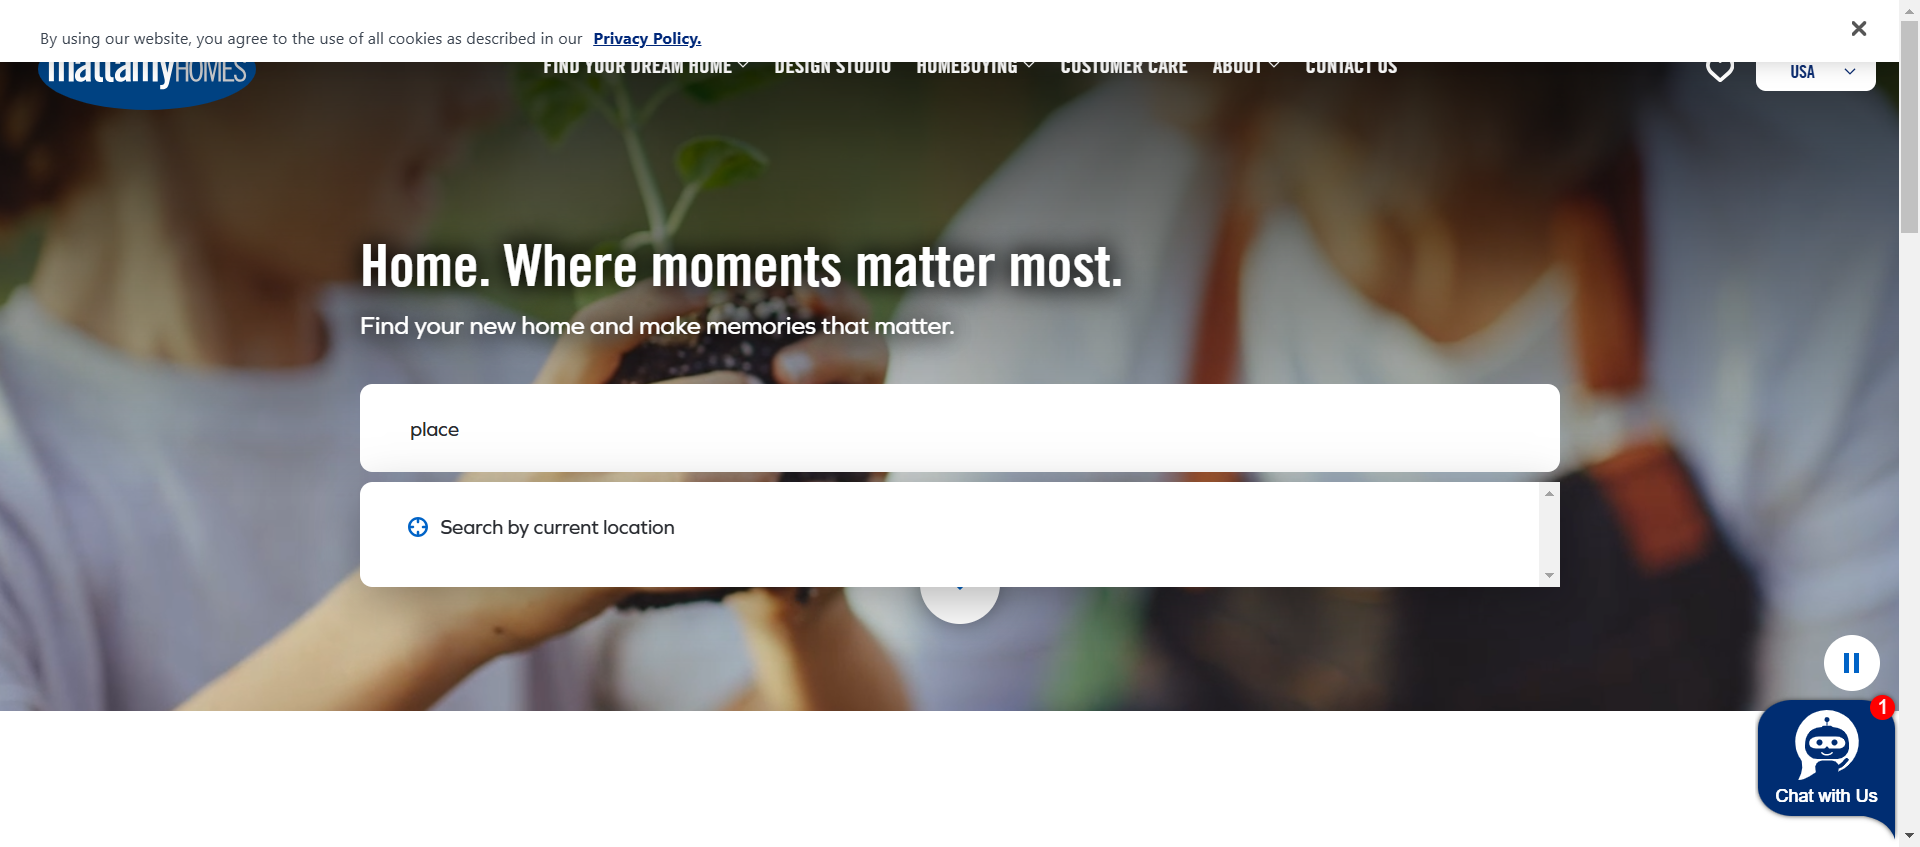 By using our website, you agree to the use of all cookies as described in our Privacy Policy.
mattamyHOMES
FIND YOUR DREAM HOME
DESIGN STUDIO
HOMEBUYING
CUSTOMER CARE
ABOUT
CONTACT US
USA
Home. Where moments matter most.
Find your new home and make memories that matter.
place
Search by current location
1
Chat with Us